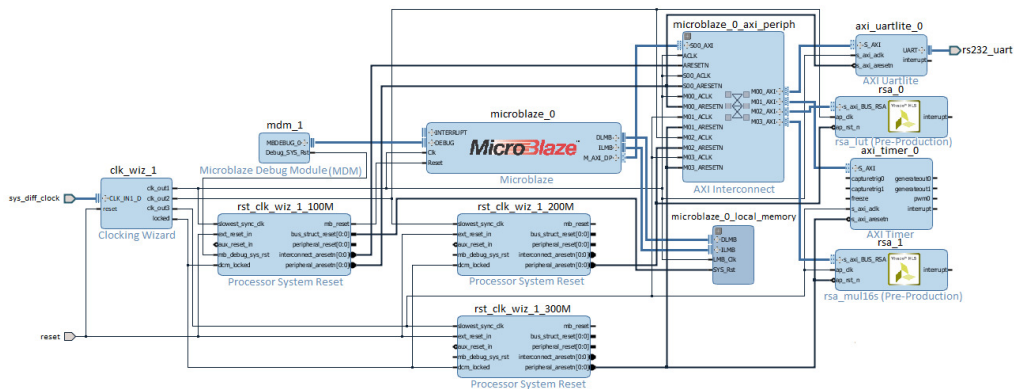 sys_diff_clock
reset
clk_wiz_1
CLK_IN1_D
reset
clk_out1
clk_out2
clk_out3
locked
Clocking Wizard
mdm_1
MBDEBUG_0
Debug_SYS_Rst
Microblaze Debug Module (MDM)
microblaze_0
INTERRUPT
DEBUG
Clk
Reset
MicroBlaze
DLMB
ILMB
M_AXI_DP
Microblaze
rst_clk_wiz_1_100M
slowest_sync_clk
ext_reset_in
aux_reset_in
mb_debug_sys_rst
dcm_locked
mb_reset
bus_struct_reset[0:0]
peripheral_reset[0:0]
interconnect_aresetn[0:0]
peripheral_aresetn[0:0]
Processor System Reset
rst_clk_wiz_1_200M
slowest_sync_clk
ext_reset_in
aux_reset_in
mb_debug_sys_rst
dcm_locked
mb_reset
bus_struct_reset[0:0]
peripheral_reset[0:0]
interconnect_aresetn[0:0]
peripheral_aresetn[0:0]
Processor System Reset
rst_clk_wiz_1_300M
slowest_sync_clk
ext_reset_in
aux_reset_in
mb_debug_sys_rst
dcm_locked
mb_reset
bus_struct_reset[0:0]
peripheral_reset[0:0]
interconnect_aresetn[0:0]
peripheral_aresetn[0:0]
Processor System Reset
microblaze_0_axi_periph
S00_AXI
ACLK
ARESETN
S00_ACLK
S00_ARESETN
M00_ACLK
M00_ARESETN
M01_ACLK
M01_ARESETN
M02_ACLK
M02_ARESETN
M03_ACLK
M03_ARESETN
M00_AXI
M01_AXI
M02_AXI
M03_AXI
AXI Interconnect
microblaze_0_local_memory
DLMB
ILMB
LMB_Clk
SYS_Rst
axi_uartlite_0
S_AXI
s_axi_aclk
s_axi_aresetn
UART
interrupt
AXI Uartlite
rs232_uart
rsa_0
s_axi_BUS_RSA
ap_clk
ap_rst_n
interrupt
rsa_lut (Pre-Production)
axi_timer_0
S_AXI
capturetrig0
capturetrig1
freeze
s_axi_aclk
s_axi_aresetn
generateout0
generateout1
pwm0
interrupt
AXI Timer
rsa_1
s_axi_BUS_RSA
ap_clk
ap_rst_n
interrupt
rsa_mul16s (Pre-Production)